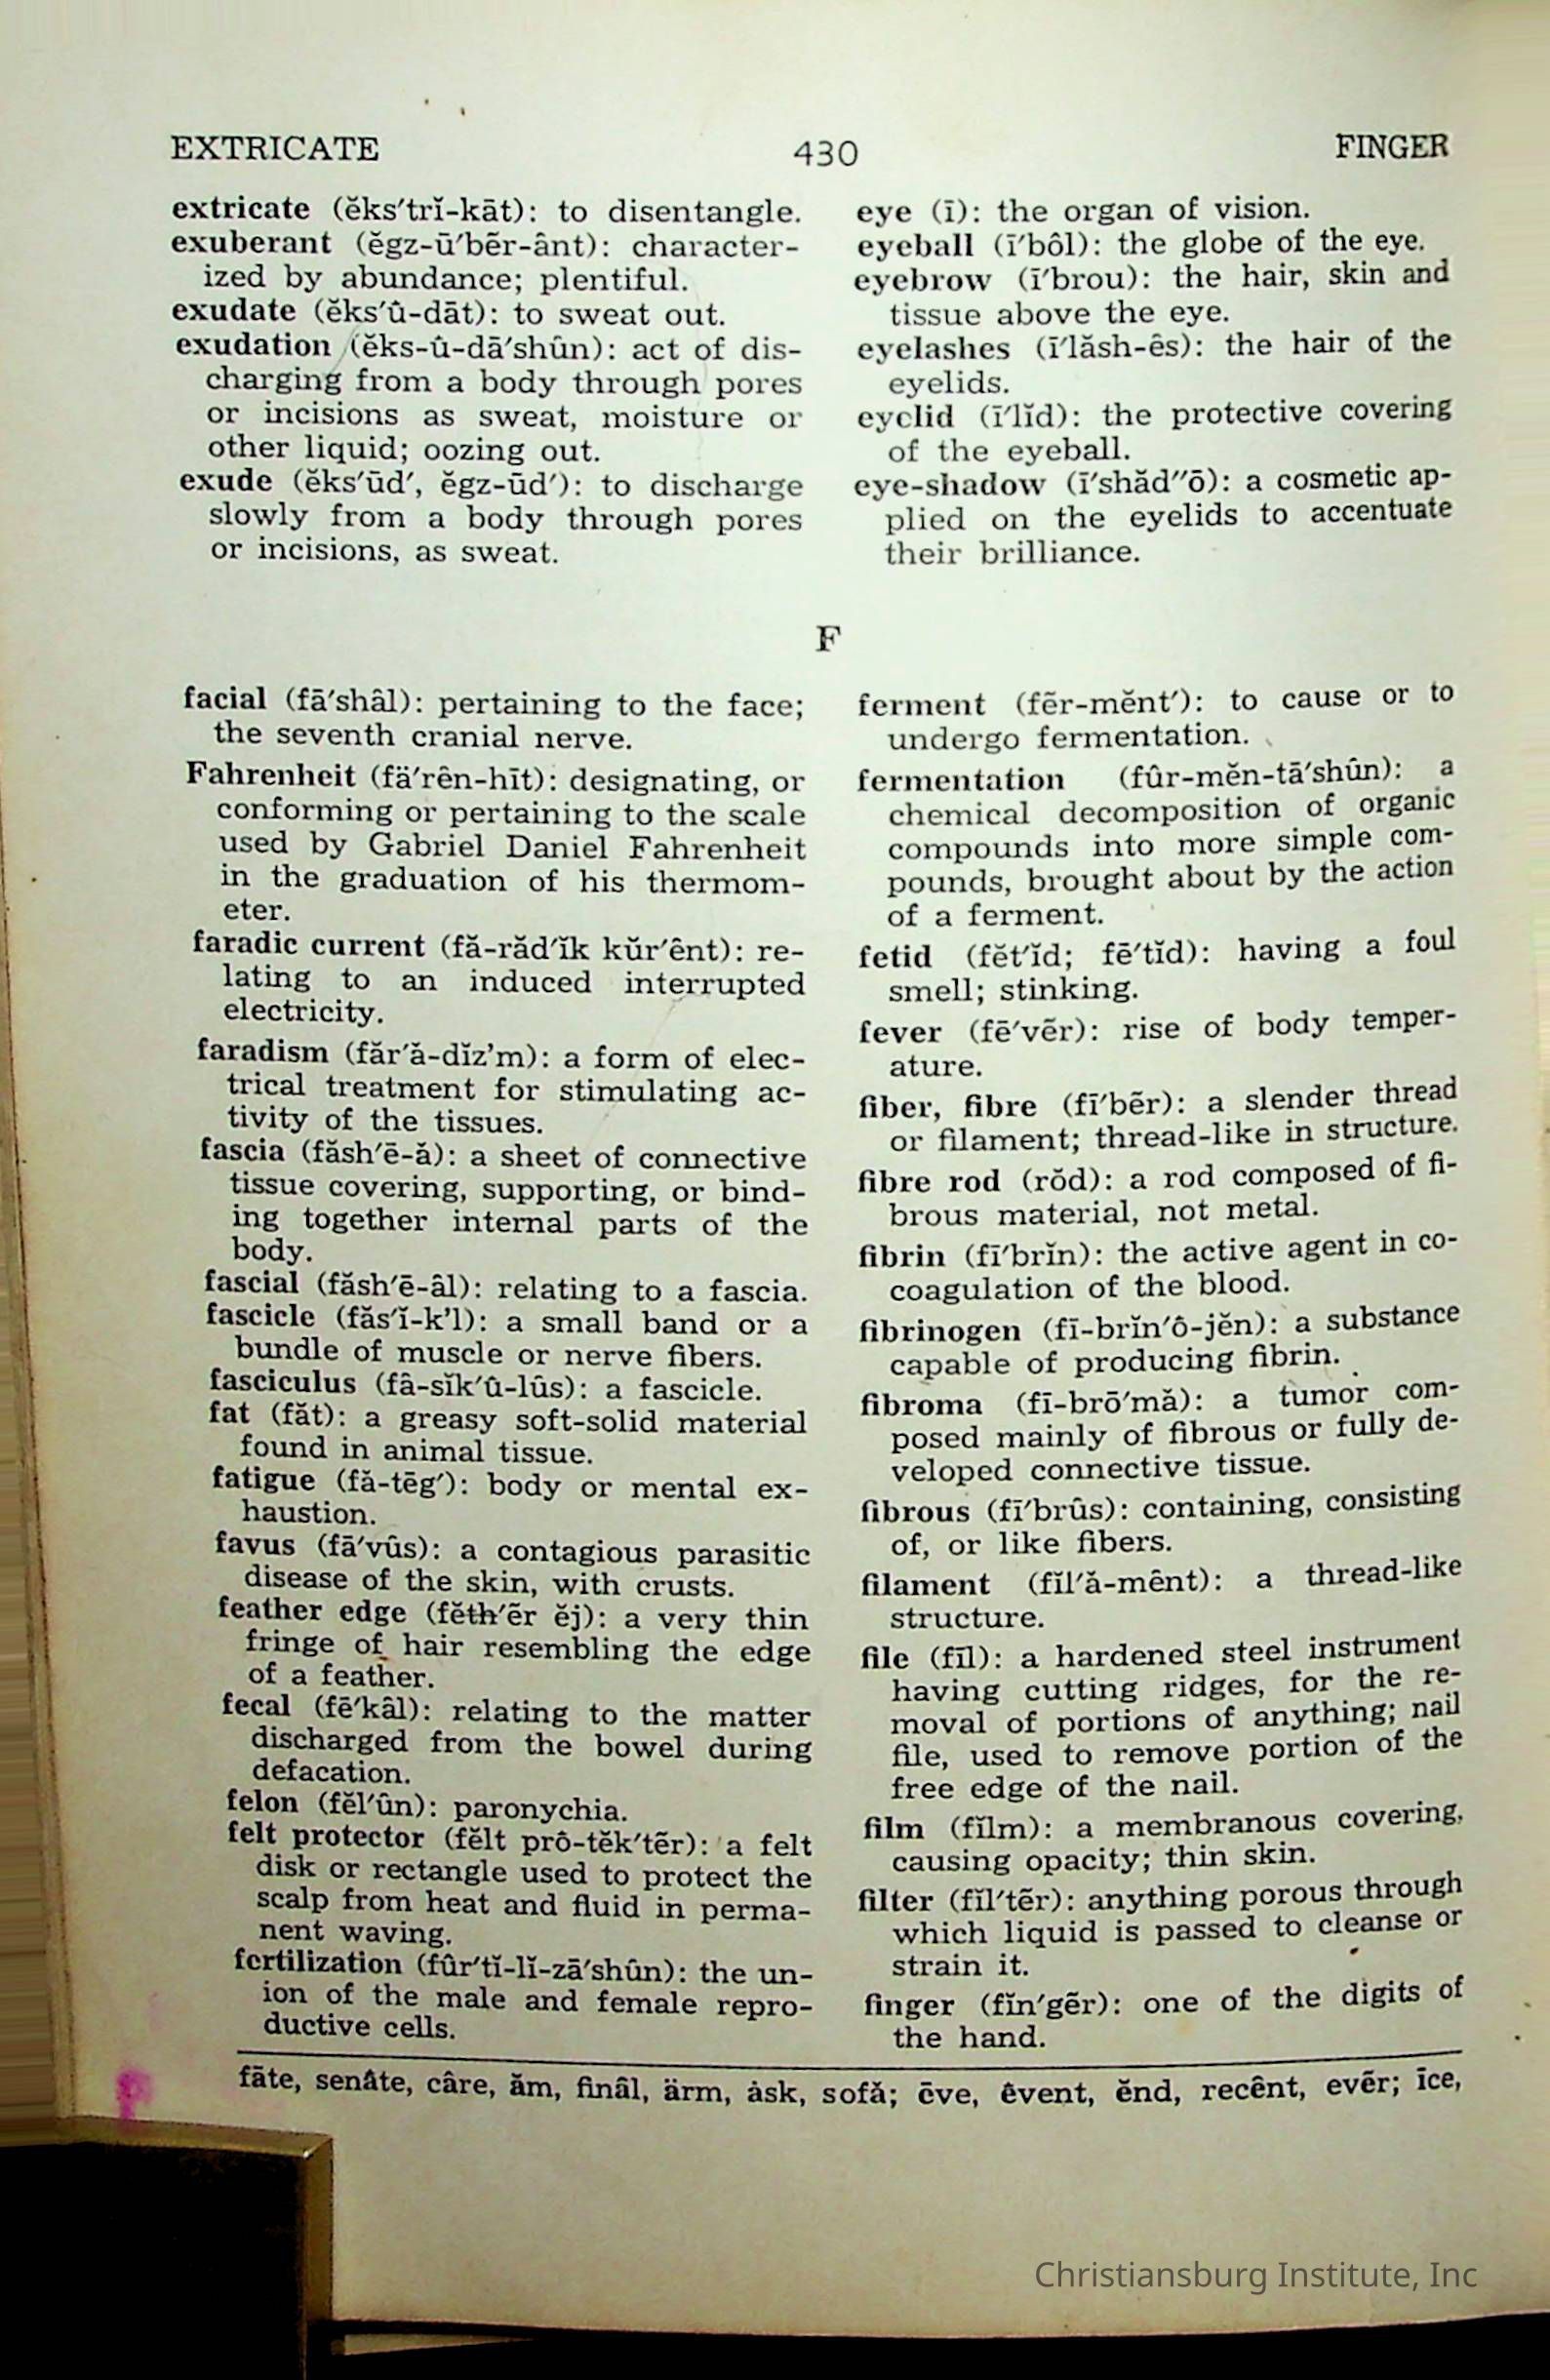 EXTRICATE 430 FINGER
extricate (ĕks′trĭ-kāt): to disentangle.
exuberant (ĕgz-ū′bẽr-ânt): character-
ized by abundance; plentiful.
exudate (ĕks′û-dāt): to sweat out.
exudation (ĕks-û-dā′shûn): act of dis-
charging from a body through pores
or incisions as sweat, moisture or
other liquid; oozing out.
exude (ĕks′ūd′, ĕgz-ūd′): to discharge
slowly from a body through pores
or incisions, as sweat.
eye (ī): the organ of vision.
eyeball (ī′bôl): the globe of the eye.
eyebrow (ī′brou): the hair, skin and
tissue above the eye.
eyelashes (ī′lăsh-ês): the hair of the
eyelids.
eyelid (ī′lĭd): the protective covering
of the eyeball.
eye-shadow (ī′shăd″ō): a cosmetic ap-
plied on the eyelids to accentuate
their brilliance.
F
facial (fā′shâl): pertaining to the face;
the seventh cranial nerve.
Fahrenheit (fä′rên-hīt): designating, or
conforming or pertaining to the scale
used by Gabriel Daniel Fahrenheit
in the graduation of his thermom-
eter.
faradic current (fă-răd′ĭk kŭr′ênt): re-
lating to an induced interrupted
electricity.
faradism (făr′ă-dĭz’m): a form of elec-
trical treatment for stimulating ac-
tivity of the tissues.
fascia (făsh′ē-ă): a sheet of connective
tissue covering, supporting, or bind-
ing together internal parts of the
body.
fascial (făsh′ē-âl): relating to a fascia.
fascicle (făs′ĭ-k’l): a small band or a
bundle of muscle or nerve fibers.
fasciculus (fâ-sĭk′û-lûs): a fascicle.
fat (făt): a greasy soft-solid material
found in animal tissue.
fatigue (fă-tēg′): body or mental ex-
haustion.
favus (fā′vûs): a contagious parasitic
disease of the skin, with crusts.
feather edge (fĕth′ẽr ĕj): a very thin
fringe of hair resembling the edge
of a feather.
fecal (fē′kâl): relating to the matter
discharged from the bowel during
defacation.
felon (fĕl′ûn): paronychia.
felt protector (fĕlt prô-tĕk′tẽr): a felt
disk or rectangle used to protect the
scalp from heat and fluid in perma-
nent waving.
fertilization (fûr′tĭ-lĭ-zā′shûn): the un-
ion of the male and female repro-
ductive cells.
ferment (fẽr-mĕnt′): to cause or to
undergo fermentation.
fermentation (fûr-mĕn-tā′shûn): a
chemical decomposition of organic
compounds into more simple com-
pounds, brought about by the action
of a ferment.
fetid (fĕt′ĭd; fē′tĭd): having a foul
smell; stinking.
fever (fē′vẽr): rise of body temper-
ature.
fiber, fibre (fī′bẽr): a slender thread
or filament; thread-like in structure.
fibre rod (rŏd): a rod composed of fi-
brous material, not metal.
fibrin (fī′brĭn): the active agent in co-
coagulation of the blood.
fibrinogen (fī-brĭn′ô-jĕn): a substance
capable of producing fibrin.
fibroma (fī-brō′mă): a tumor com-
posed mainly of fibrous or fully de-
veloped connective tissue.
fibrous (fī′brûs): containing, consisting
of, or like fibers.
filament (fĭl′ă-mênt): a thread-like
structure.
file (fīl): a hardened steel instrument
having cutting ridges, for the re-
moval of portions of anything; nail
file, used to remove portion of the
free edge of the nail.
film (fĭlm): a membranous covering,
causing opacity; thin skin.
filter (fĭl′tẽr): anything porous through
which liquid is passed to cleanse or
strain it.
finger (fĭn′gẽr): one of the digits of
the hand.
fāte, senâte, câre, ăm, finâl, ärm, ȧsk, sofă; ēve, êvent, ĕnd, recênt, evẽr; īce,
Christiansburg Institute, Inc